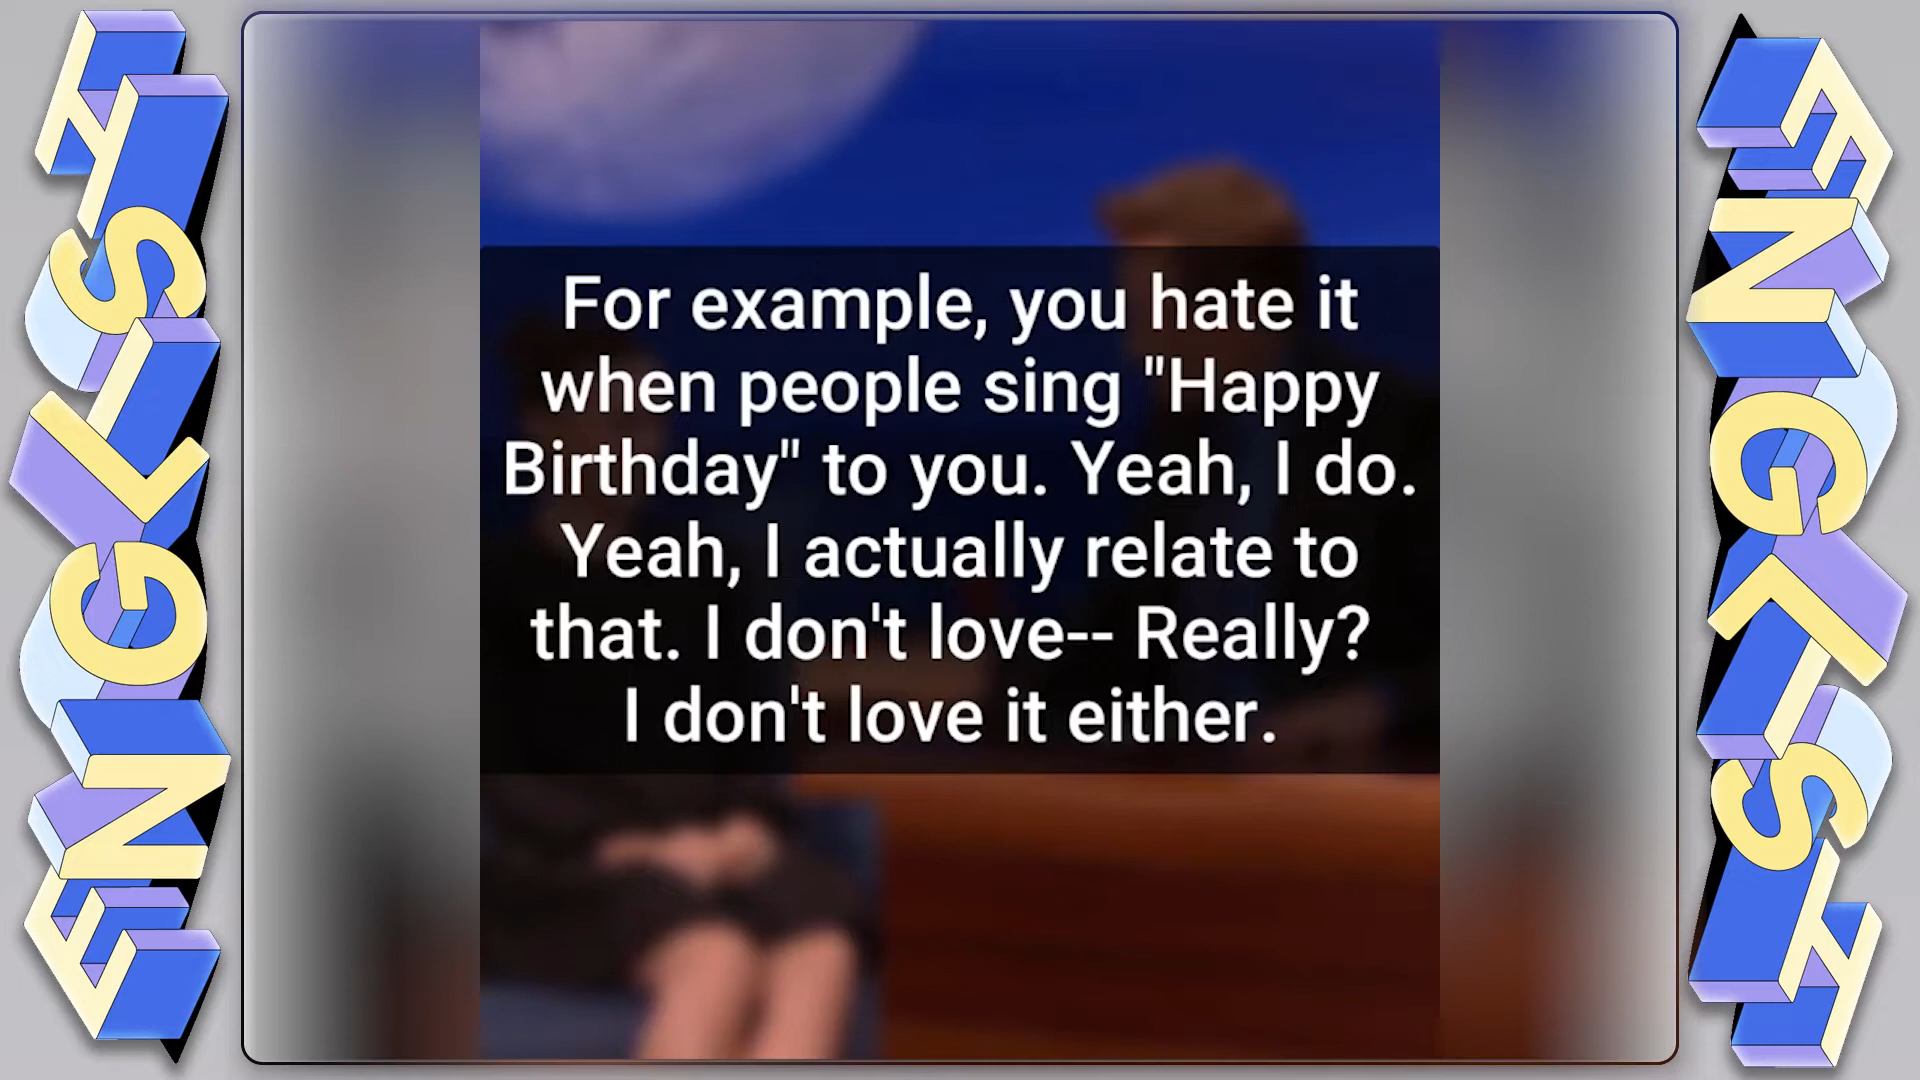 ENGLISH
For example, you hate it
when people sing "Happy
Birthday" to you. Yeah, I do.
Yeah, I actually relate to
that. I don't love-- Really?
I don't love it either.
ENGLISH